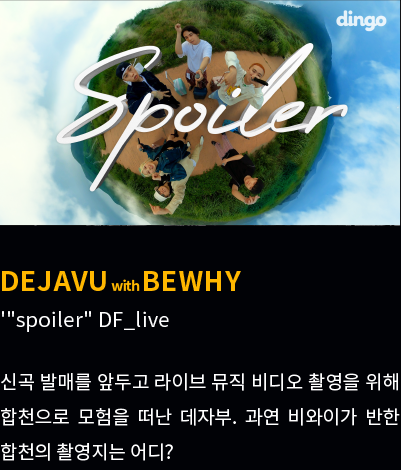 dingo
Spoiler
DEJAVU with BEWHY
'"spoiler" DF_live
신곡 발매를 앞두고 라이브 뮤직 비디오 촬영을 위해
합천으로 모험을 떠난 데자부. 과연 비와이가 반한
합천의 촬영지는 어디?